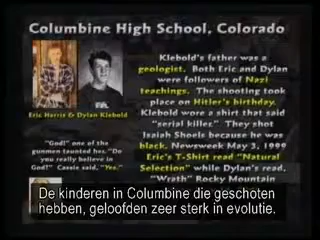 Columbine High School, Colorado
Klebold's father was a
geologist. Both Eric and Dylan
were followers of Nazi
teachings. The shooting took
place on Hitler's birthday.
Klebold wore a shirt that said
"serial killer." They shot
Isaiah Shoels because he was
black. Newsweek May 3, 1999
Eric's T-Shirt read "Natural
Selection" while Dylan's read,
"Wrath" Rocky Mountain
Eric Harris & Dylan Klebold
"God!" one of the
gunmen taunted her. "Do
you really believe in
God?" Cassie said, "Yes."
De kinderen in Columbine die geschoten
hebben, geloofden zeer sterk in evolutie.